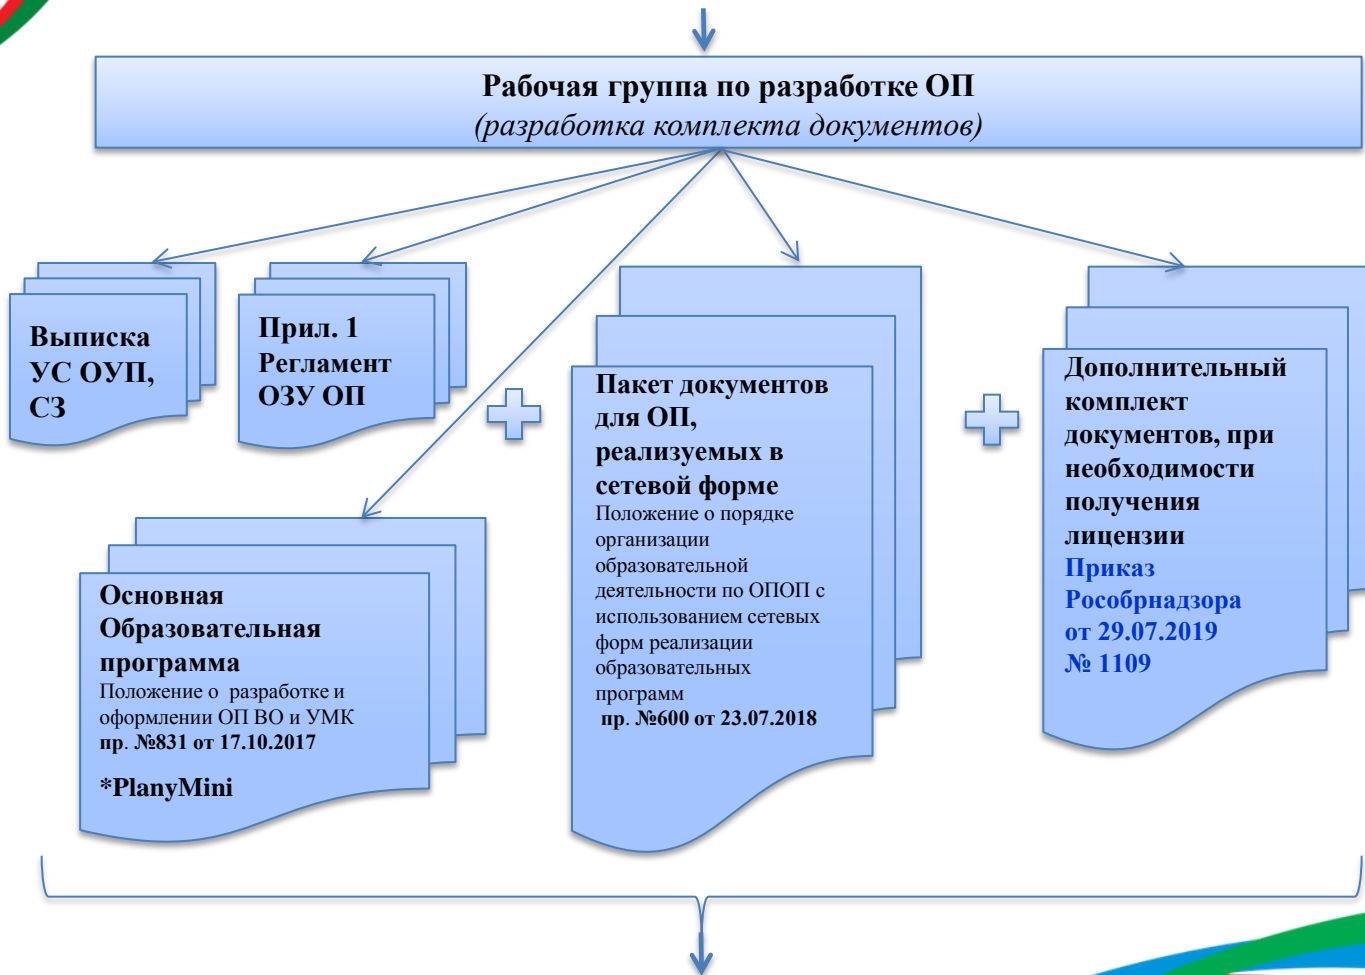 Рабочая группа по разработке ОП
(разработка комплекта документов)
Выписка
УС ОУП,
СЗ
Прил. 1
Регламент
ОЗУ ОП
Пакет документов
для ОП,
реализуемых в
сетевой форме
Положение о порядке
организации
образовательной
деятельности по ОПОП с
использованием сетевых
форм реализации
образовательных
программ
пр. №600 от 23.07.2018
Дополнительный
комплект
документов, при
необходимости
получения
лицензии
Приказ
Рособрнадзора
от 29.07.2019
№ 1109
Основная
Образовательная
программа
Положение о разработке и
оформлении ОП ВО и УМК
пр. №831 от 17.10.2017
*PlanyMini